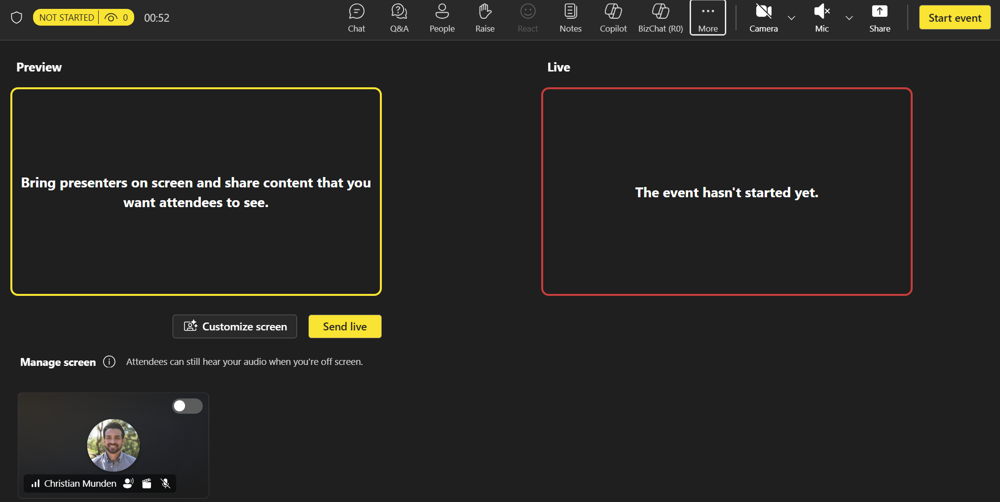 NOT STARTED 0 00:52
Chat Q&A People Raise React Notes Copilot BizChat (R0) More Camera Mic Share Start event
Preview
Live
Bring presenters on screen and share content that you
want attendees to see.
The event hasn't started yet.
Customize screen
Send live
Manage screen Attendees can still hear your audio when you're off screen.
Christian Munden